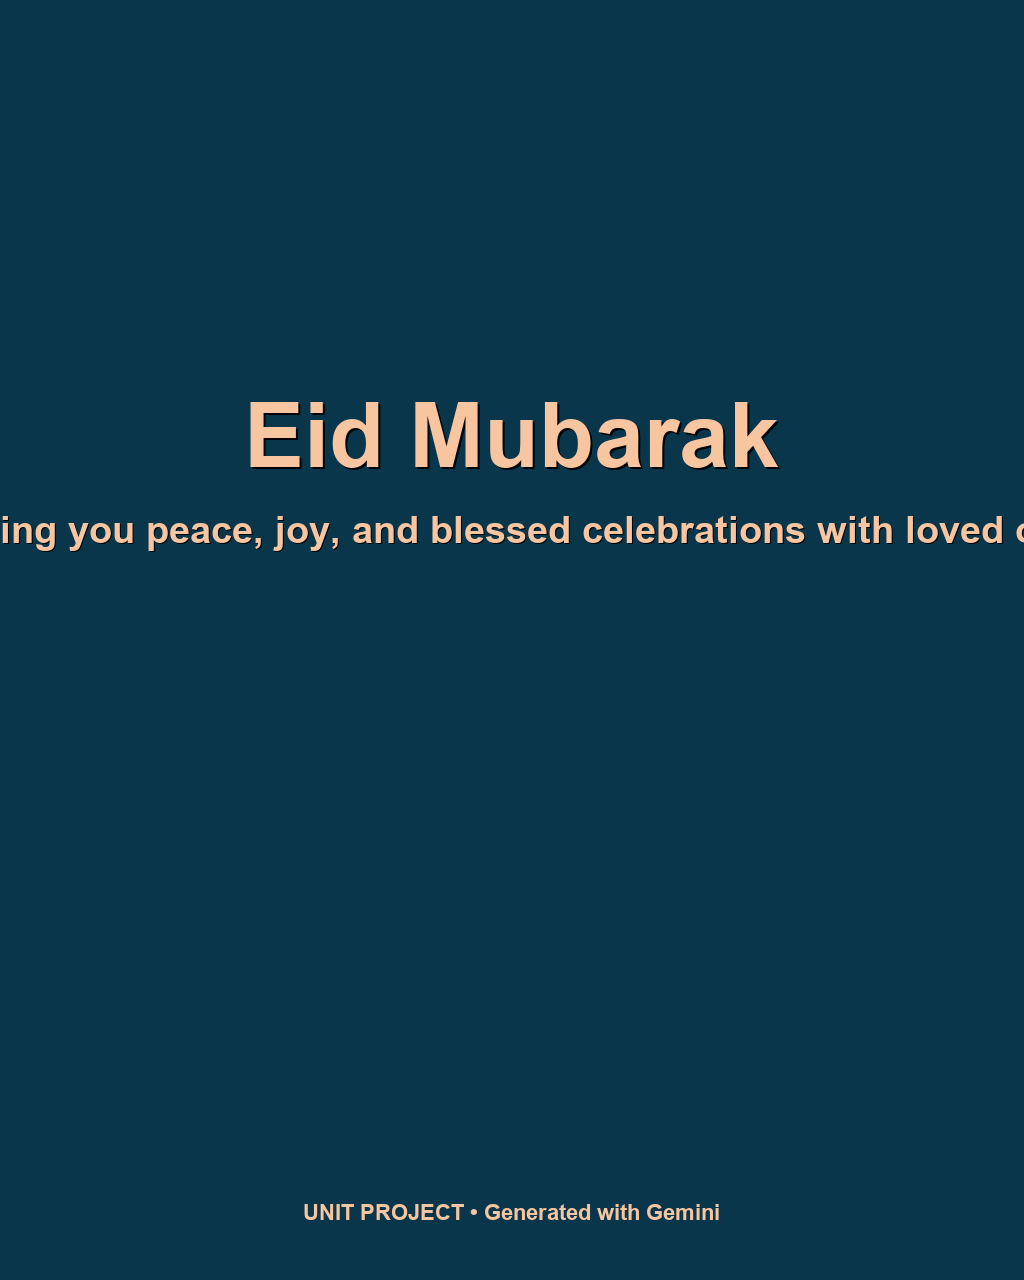 Eid Mubarak
ing you peace, joy, and blessed celebrations with loved
UNIT PROJECT • Generated with Gemini